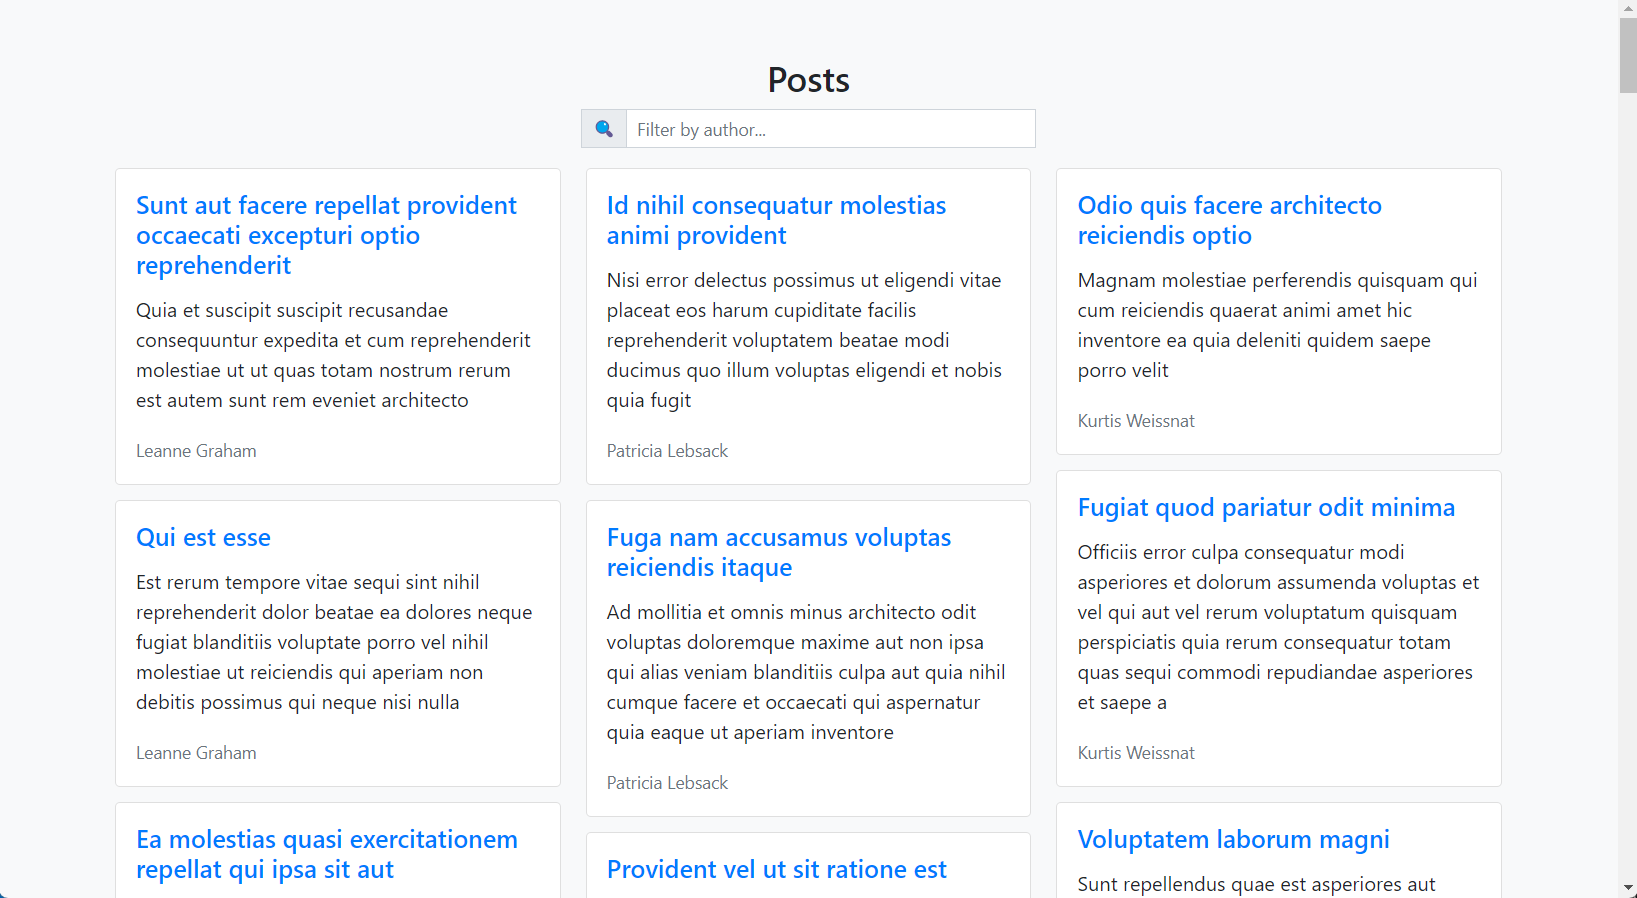 Posts
Filter by author...
Sunt aut facere repellat provident
occaecati excepturi optio
reprehenderit
Quia et suscipit suscipit recusandae
consequuntur expedita et cum reprehenderit
molestiae ut ut quas totam nostrum rerum
est autem sunt rem eveniet architecto
Leanne Graham
Qui est esse
Est rerum tempore vitae sequi sint nihil
reprehenderit dolor beatae ea dolores neque
fugiat blanditiis voluptate porro vel nihil
molestiae ut reiciendis qui aperiam non
debitis possimus qui neque nisi nulla
Leanne Graham
Ea molestias quasi exercitationem
repellat qui ipsa sit aut
Id nihil consequatur molestias
animi provident
Nisi error delectus possimus ut eligendi vitae
placeat eos harum cupiditate facilis
reprehenderit voluptatem beatae modi
ducimus quo illum voluptas eligendi et nobis
quia fugit
Patricia Lebsack
Fuga nam accusamus voluptas
reiciendis itaque
Ad mollitia et omnis minus architecto odit
voluptas doloremque maxime aut non ipsa
qui alias veniam blanditiis culpa aut quia nihil
cumque facere et occaecati qui aspernatur
quia eaque ut aperiam inventore
Patricia Lebsack
Provident vel ut sit ratione est
Odio quis facere architecto
reiciendis optio
Magnam molestiae perferendis quisquam qui
cum reiciendis quaerat animi amet hic
inventore ea quia deleniti quidem saepe
porro velit
Kurtis Weissnat
Fugiat quod pariatur odit minima
Officiis error culpa consequatur modi
asperiores et dolorum assumenda voluptas et
vel qui aut vel rerum voluptatum quisquam
perspiciatis quia rerum consequatur totam
quas sequi commodi repudiandae asperiores
et saepe a
Kurtis Weissnat
Voluptatem laborum magni
Sunt repellendus quae est asperiores aut